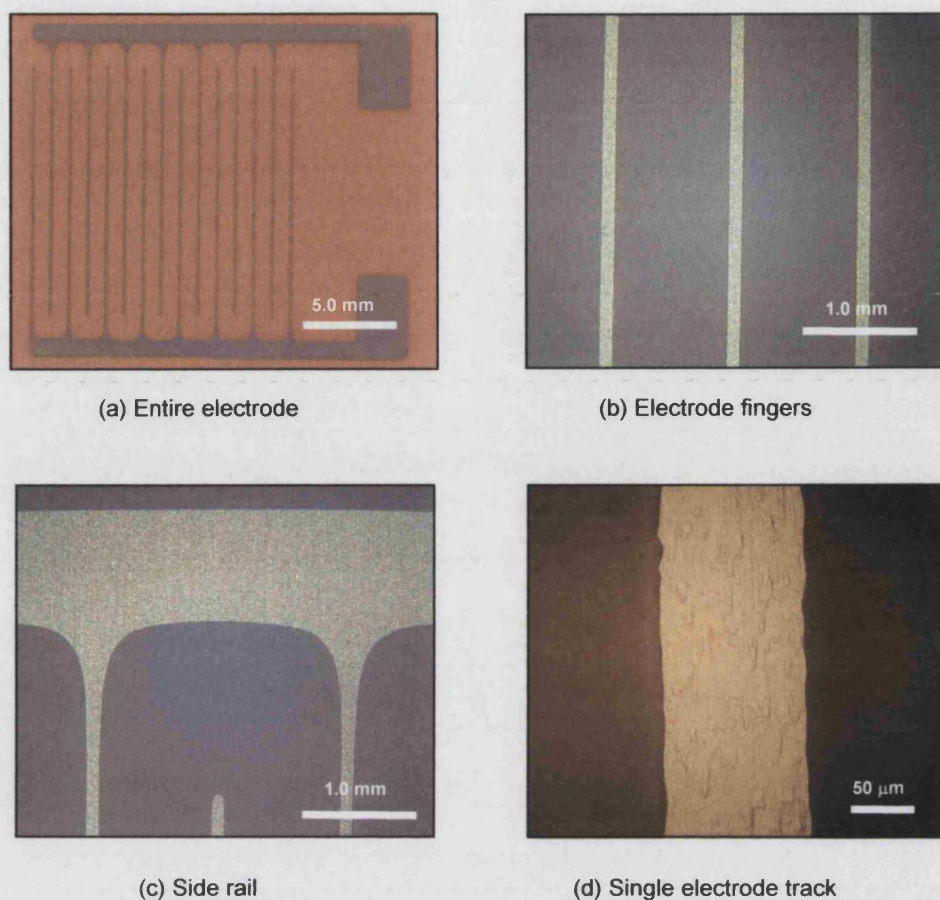 5.0 mm
1.0 mm
(a) Entire electrode
(b) Electrode fingers
1.0 mm
50 μm
(c) Side rail
(d) Single electrode track